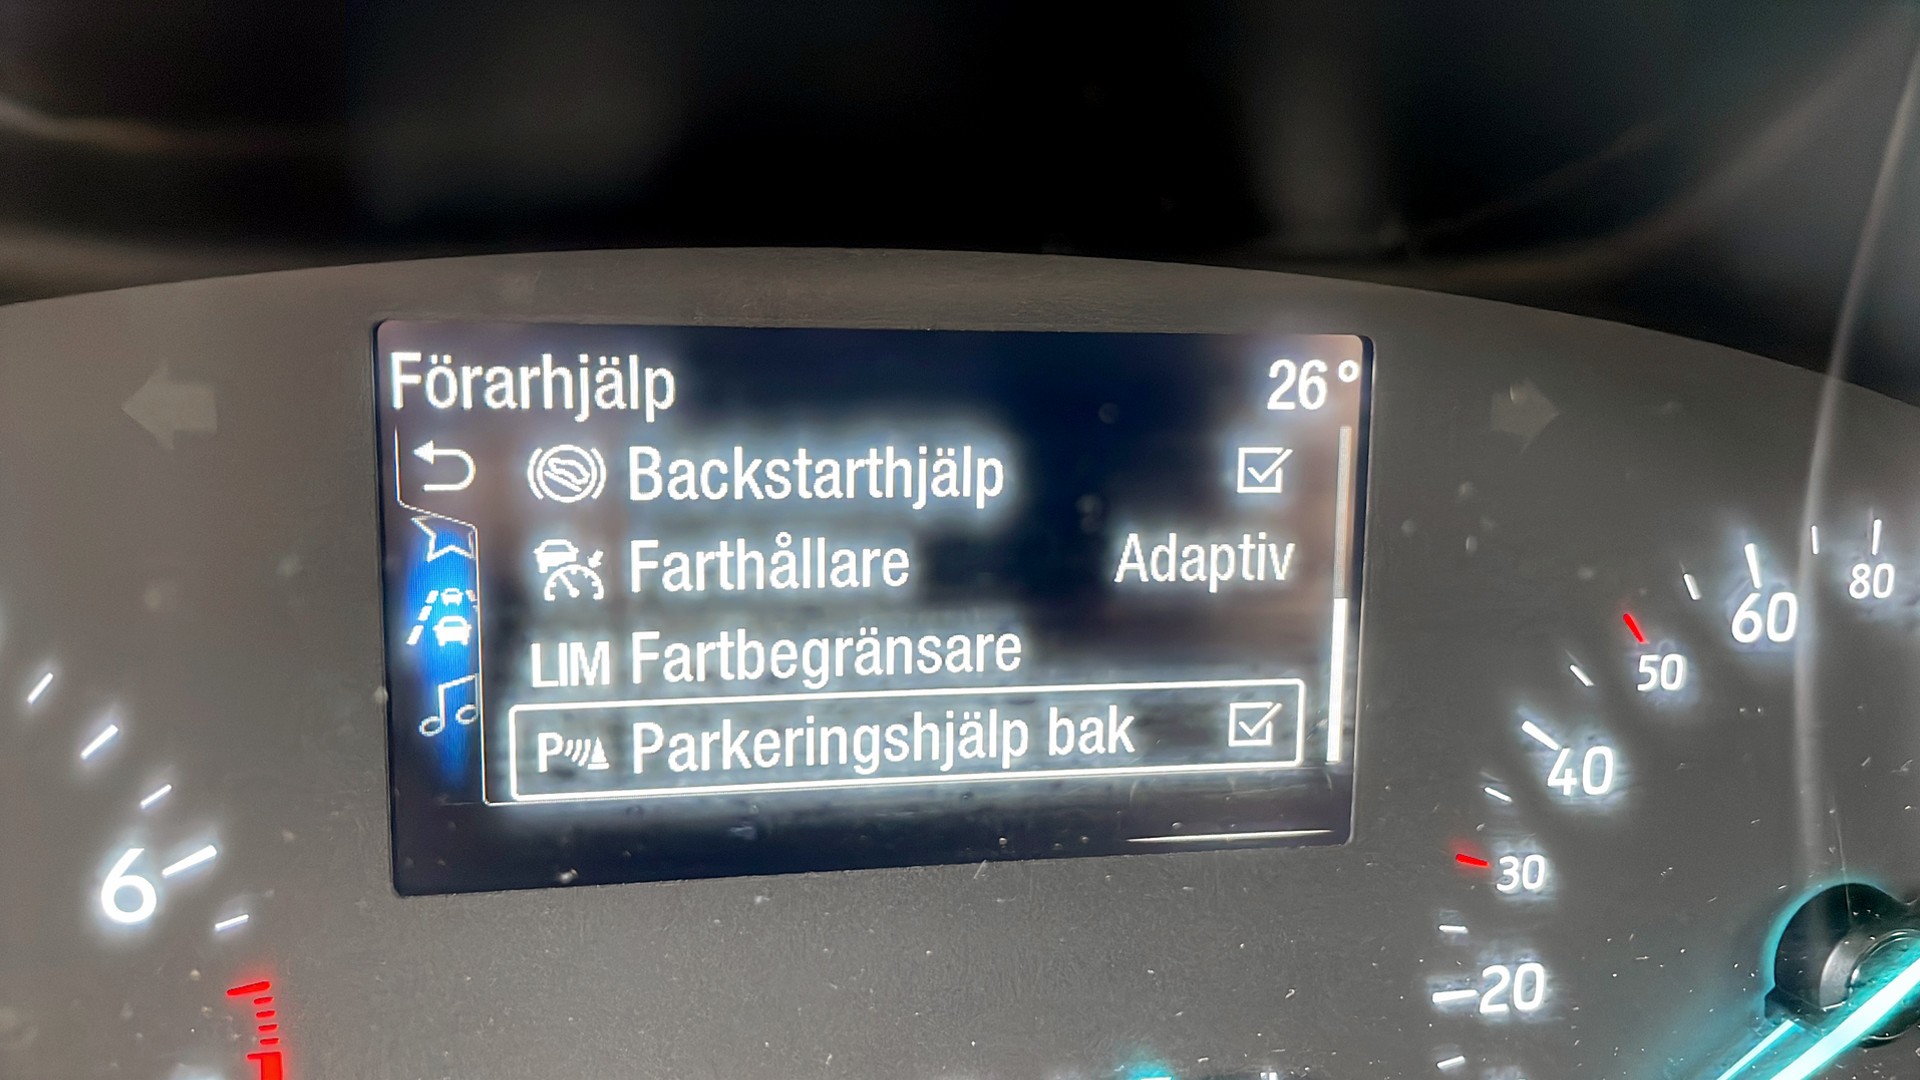 Förarhjälp 26°
Backstarthjälp
Farthållare Adaptiv
LIM Fartbegränsare
P Parkeringshjälp bak
6
80
60
50
40
30
20